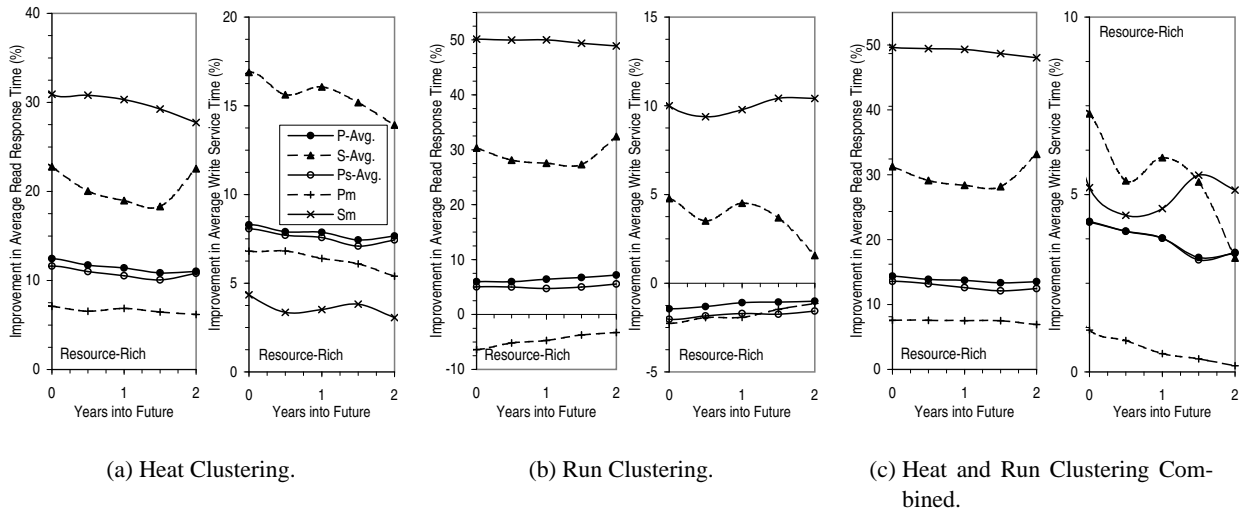 Improvement in Average Read Response Time (%)
40
30
20
10
0
Resource-Rich
0 1 2
Years into Future
Improvement in Average Write Service Time (%)
20
15
10
5
0
P-Avg.
S-Avg.
Ps-Avg.
Pm
Sm
Resource-Rich
0 1 2
Years into Future
(a) Heat Clustering.
Improvement in Average Read Response Time (%)
50
40
30
20
10
0
-10
Resource-Rich
0 1 2
Years into Future
Improvement in Average Write Service Time (%)
15
10
5
0
-5
Resource-Rich
0 1 2
Years into Future
(b) Run Clustering.
Improvement in Average Read Response Time (%)
50
40
30
20
10
0
Resource-Rich
0 1 2
Years into Future
Improvement in Average Write Service Time (%)
10
5
0
Resource-Rich
0 1 2
Years into Future
(c) Heat and Run Clustering Com-
bined.